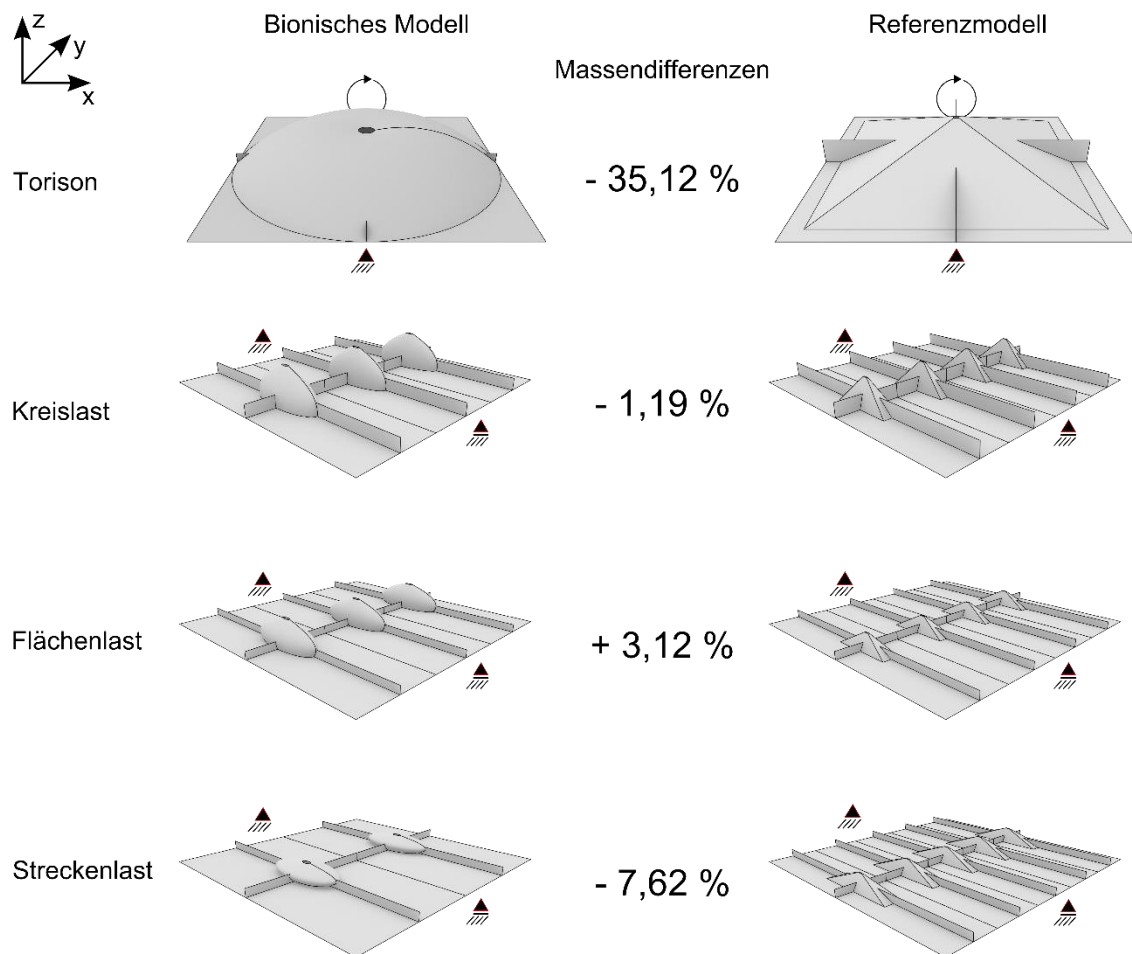 z
y
x
Bionisches Modell
Referenzmodell
Massendifferenzen
Torison
- 35,12 %
Kreislast
- 1,19 %
Flächenlast
+ 3,12 %
Streckenlast
- 7,62 %